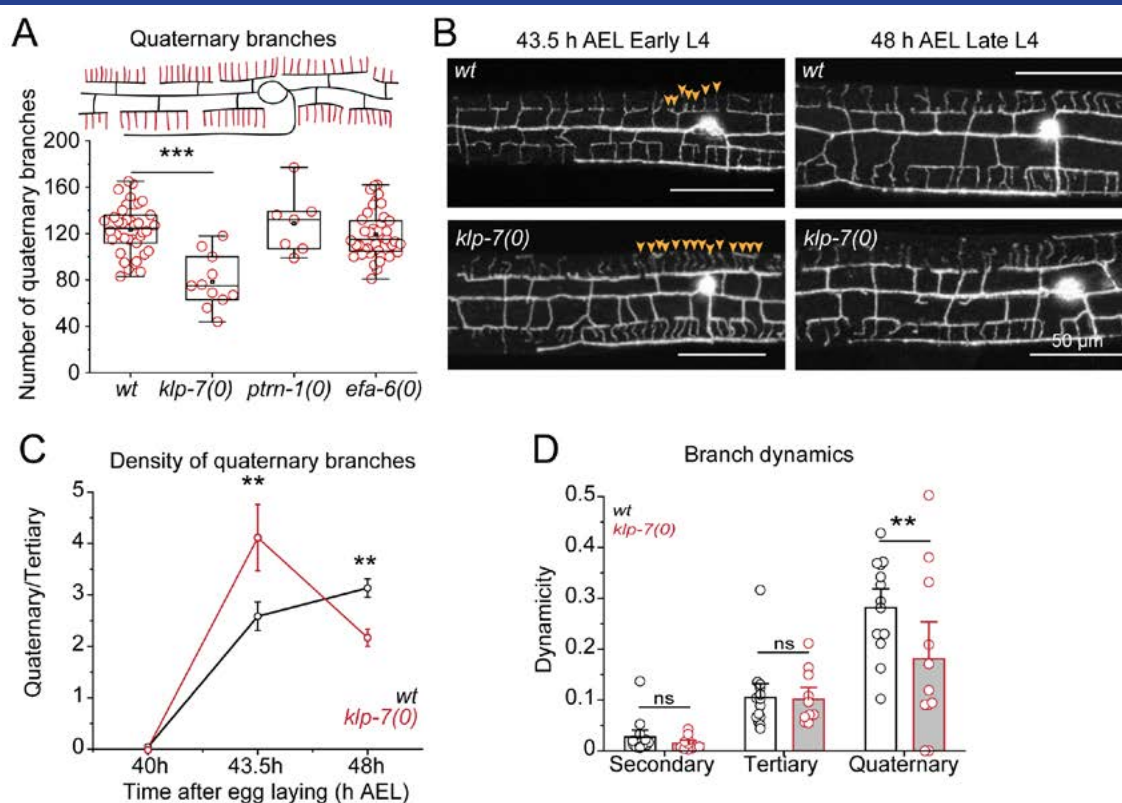 A
Quaternary branches
Number of quaternary branches
200
160
120
80
40
0
***
wt klp-7(0) ptrn-1(0) efa-6(0)
B
43.5 h AEL Early L4 48 h AEL Late L4
wt wt
klp-7(0) klp-7(0)
50 µm
C
Density of quaternary branches
Quaternary/Tertiary
5
4
3
2
1
0
**
**
wt
klp-7(0)
40h 43.5h 48h
Time after egg laying (h AEL)
D
Branch dynamics
Dynamicity
0.5
0.4
0.3
0.2
0.1
0
wt
klp-7(0)
ns
ns
**
Secondary Tertiary Quaternary